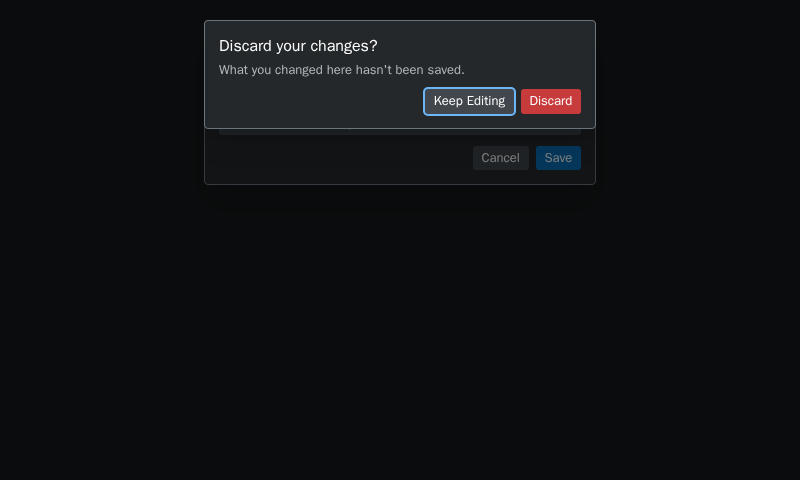 Discard your changes?
What you changed here hasn't been saved.
Keep Editing Discard
Cancel Save